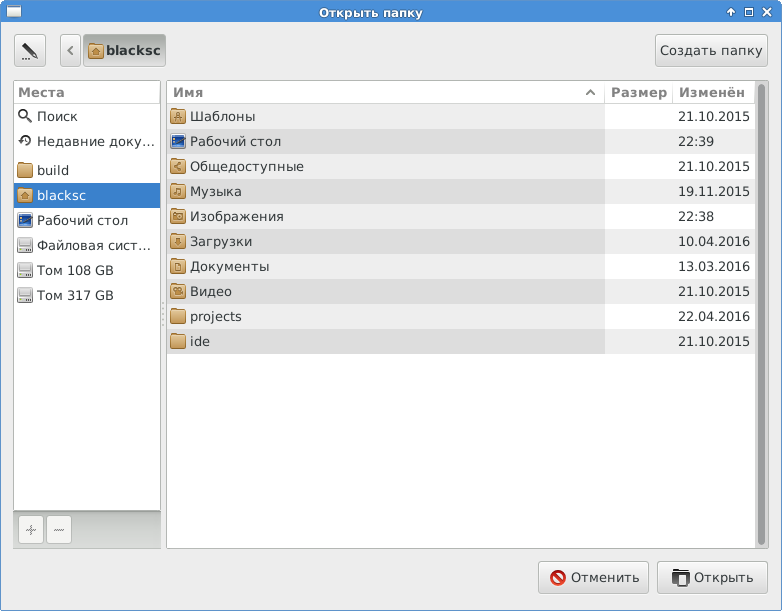 Открыть папку
blacksc
Создать папку
Места
Поиск
Недавние доку...
build
blacksc
Рабочий стол
Файловая сист...
Том 108 GB
Том 317 GB
Имя Размер Изменён
Шаблоны 21.10.2015
Рабочий стол 22:39
Общедоступные 21.10.2015
Музыка 19.11.2015
Изображения 22:38
Загрузки 10.04.2016
Документы 13.03.2016
Видео 21.10.2015
projects 22.04.2016
ide 21.10.2015
Отменить Открыть